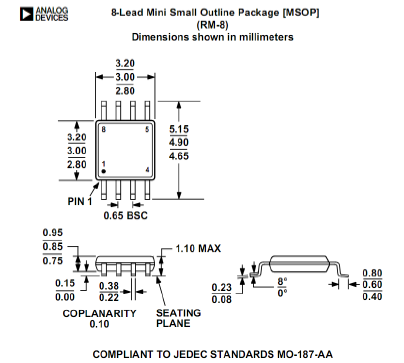 ANALOG
DEVICES
8-Lead Mini Small Outline Package [MSOP]
(RM-8)
Dimensions shown in millimeters
3.20
3.00
2.80
8
5
1
4
3.20
3.00
2.80
5.15
4.90
4.65
PIN 1
0.65 BSC
0.95
0.85
0.75
1.10 MAX
0.15
0.00
0.38
0.22
COPLANARITY
0.10
SEATING
PLANE
0.23
0.08
8°
0°
0.80
0.60
0.40
COMPLIANT TO JEDEC STANDARDS MO-187-AA